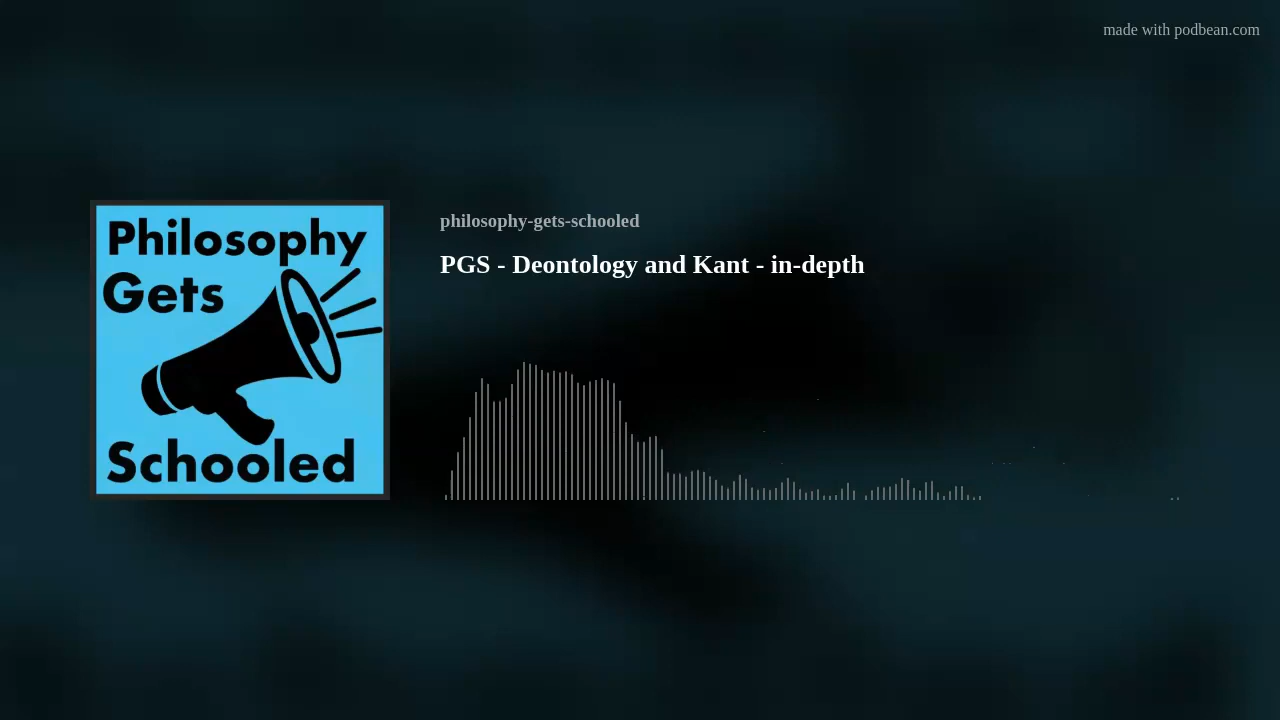 made with podbean.com
Philosophy
Gets
Schooled
philosophy-gets-schooled
PGS - Deontology and Kant - in-depth